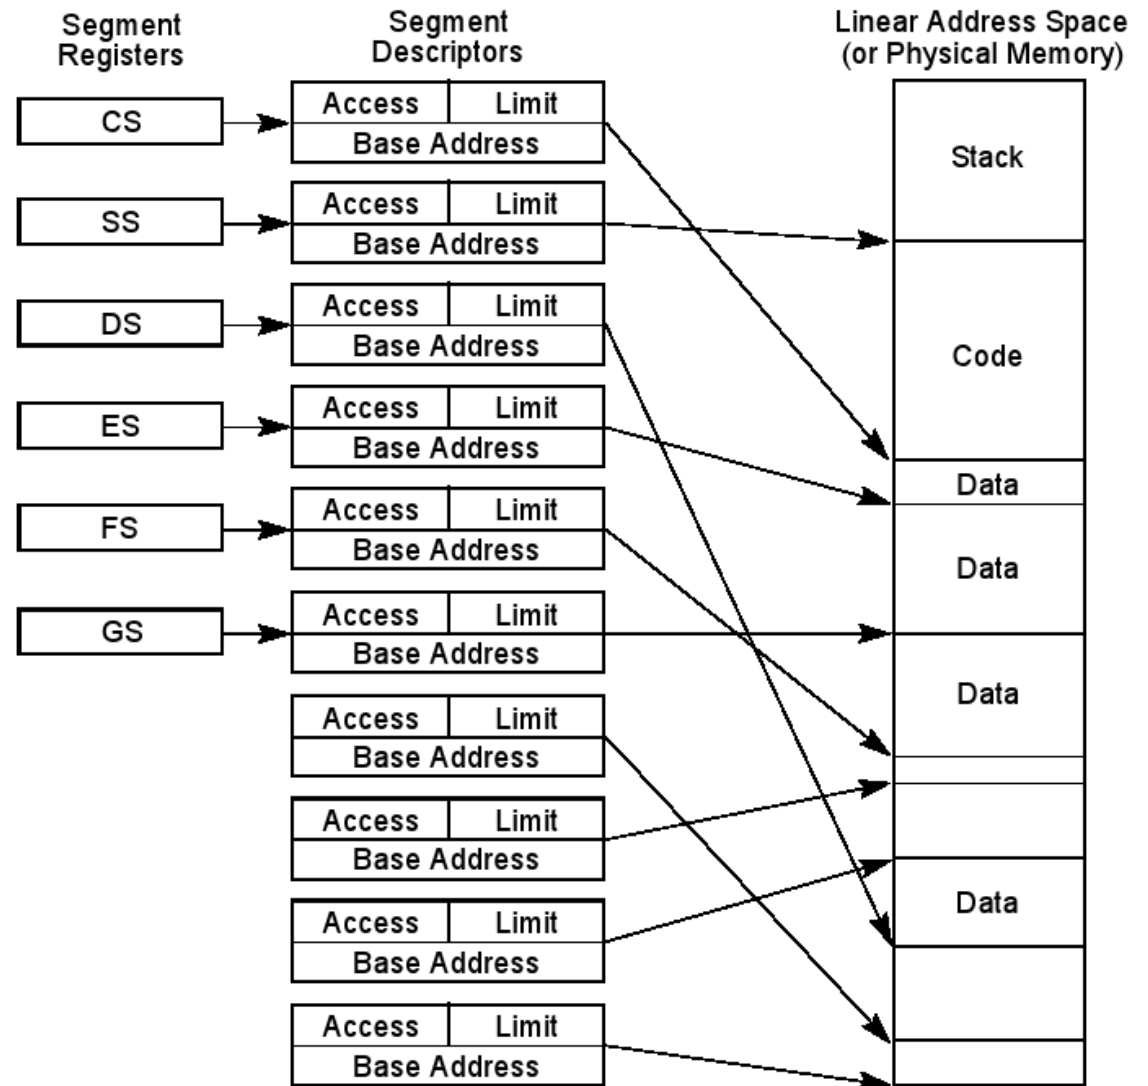 Segment
Registers
Segment
Descriptors
Linear Address Space
(or Physical Memory)
CS
Access Limit
Base Address
Stack
SS
Access Limit
Base Address
DS
Access Limit
Base Address
Code
ES
Access Limit
Base Address
Data
FS
Access Limit
Base Address
Data
GS
Access Limit
Base Address
Data
Access Limit
Base Address
Access Limit
Base Address
Access Limit
Base Address
Data
Access Limit
Base Address